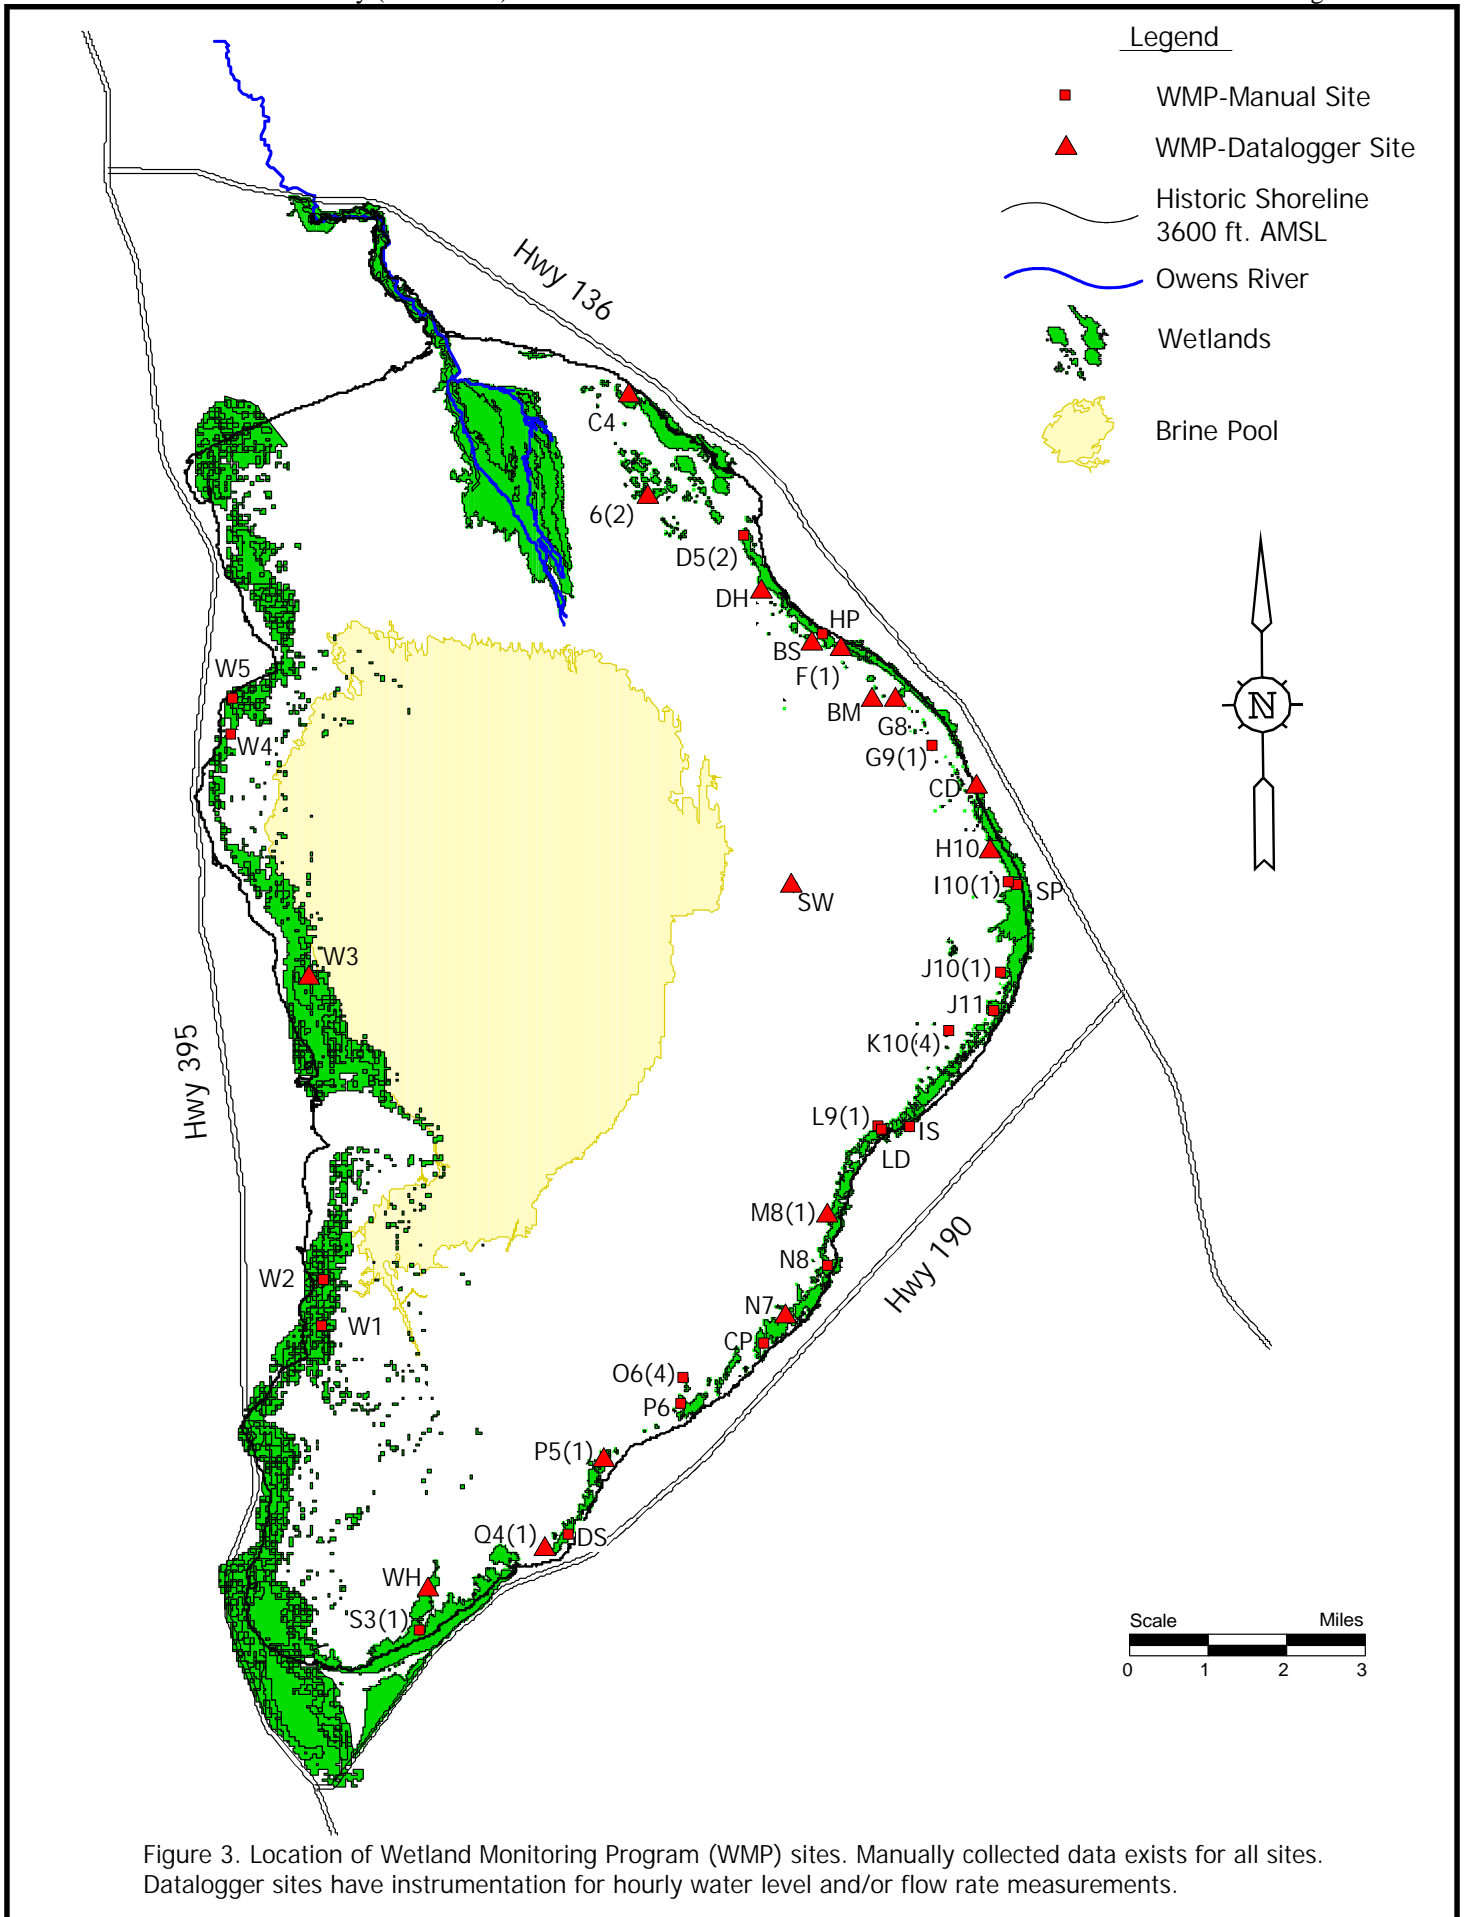 Legend
WMP-Manual Site
WMP-Datalogger Site
Historic Shoreline
3600 ft. AMSL
Owens River
Wetlands
Brine Pool
Hwy 136
C4
6(2)
D5(2)
DH
HP
BS
F(1)
W5
BM
G8
N
W4
G9(1)
CD
H10
I10(1)
SP
SW
W3
J10(1)
J11
Hwy 395
K10(4)
L9(1)
IS
LD
M8(1)
Hwy 190
N8
W2
N7
W1
CP
O6(4)
P6
P5(1)
Q4(1)
DS
WH
S3(1)
Scale Miles
0 1 2 3
Figure 3. Location of Wetland Monitoring Program (WMP) sites. Manually collected data exists for all sites.
Datalogger sites have instrumentation for hourly water level and/or flow rate measurements.